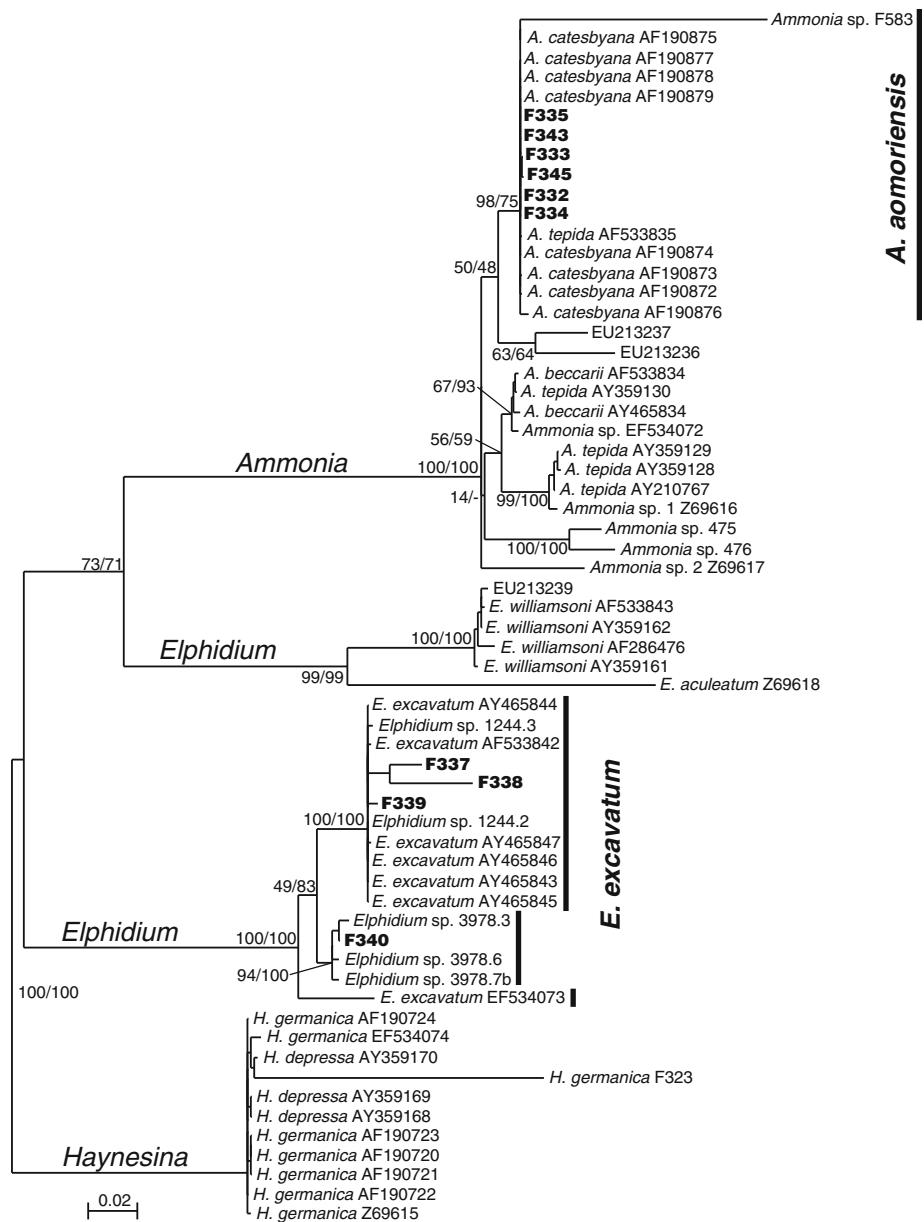 Ammonia sp. F583
A. catesbyana AF190875
A. catesbyana AF190877
A. catesbyana AF190878
A. catesbyana AF190879
F335
F343
F333
F345
F332
F334
98/75
A. tepida AF533835
A. catesbyana AF190874
A. catesbyana AF190873
A. catesbyana AF190872
A. catesbyana AF190876
A. aomoriensis
50/48
EU213237
EU213236
63/64
A. beccarii AF533834
A. tepida AY359130
A. beccarii AY465834
Ammonia sp. EF534072
67/93
56/59
A. tepida AY359129
A. tepida AY359128
A. tepida AY210767
Ammonia sp. 1 Z69616
99/100
Ammonia
100/100
14/-
Ammonia sp. 475
Ammonia sp. 476
100/100
Ammonia sp. 2 Z69617
73/71
EU213239
E. williamsoni AF533843
E. williamsoni AY359162
E. williamsoni AF286476
E. williamsoni AY359161
100/100
Elphidium
99/99
E. aculeatum Z69618
E. excavatum AY465844
Elphidium sp. 1244.3
E. excavatum AF533842
F337
F338
F339
100/100
Elphidium sp. 1244.2
E. excavatum AY465847
E. excavatum AY465846
E. excavatum AY465843
E. excavatum AY465845
E. excavatum
49/83
Elphidium sp. 3978.3
F340
Elphidium sp. 3978.6
Elphidium sp. 3978.7b
94/100
Elphidium
100/100
E. excavatum EF534073
100/100
H. germanica AF190724
H. germanica EF534074
H. depressa AY359170
H. germanica F323
H. depressa AY359169
H. depressa AY359168
H. germanica AF190723
H. germanica AF190720
H. germanica AF190721
H. germanica AF190722
H. germanica Z69615
Haynesina
0.02